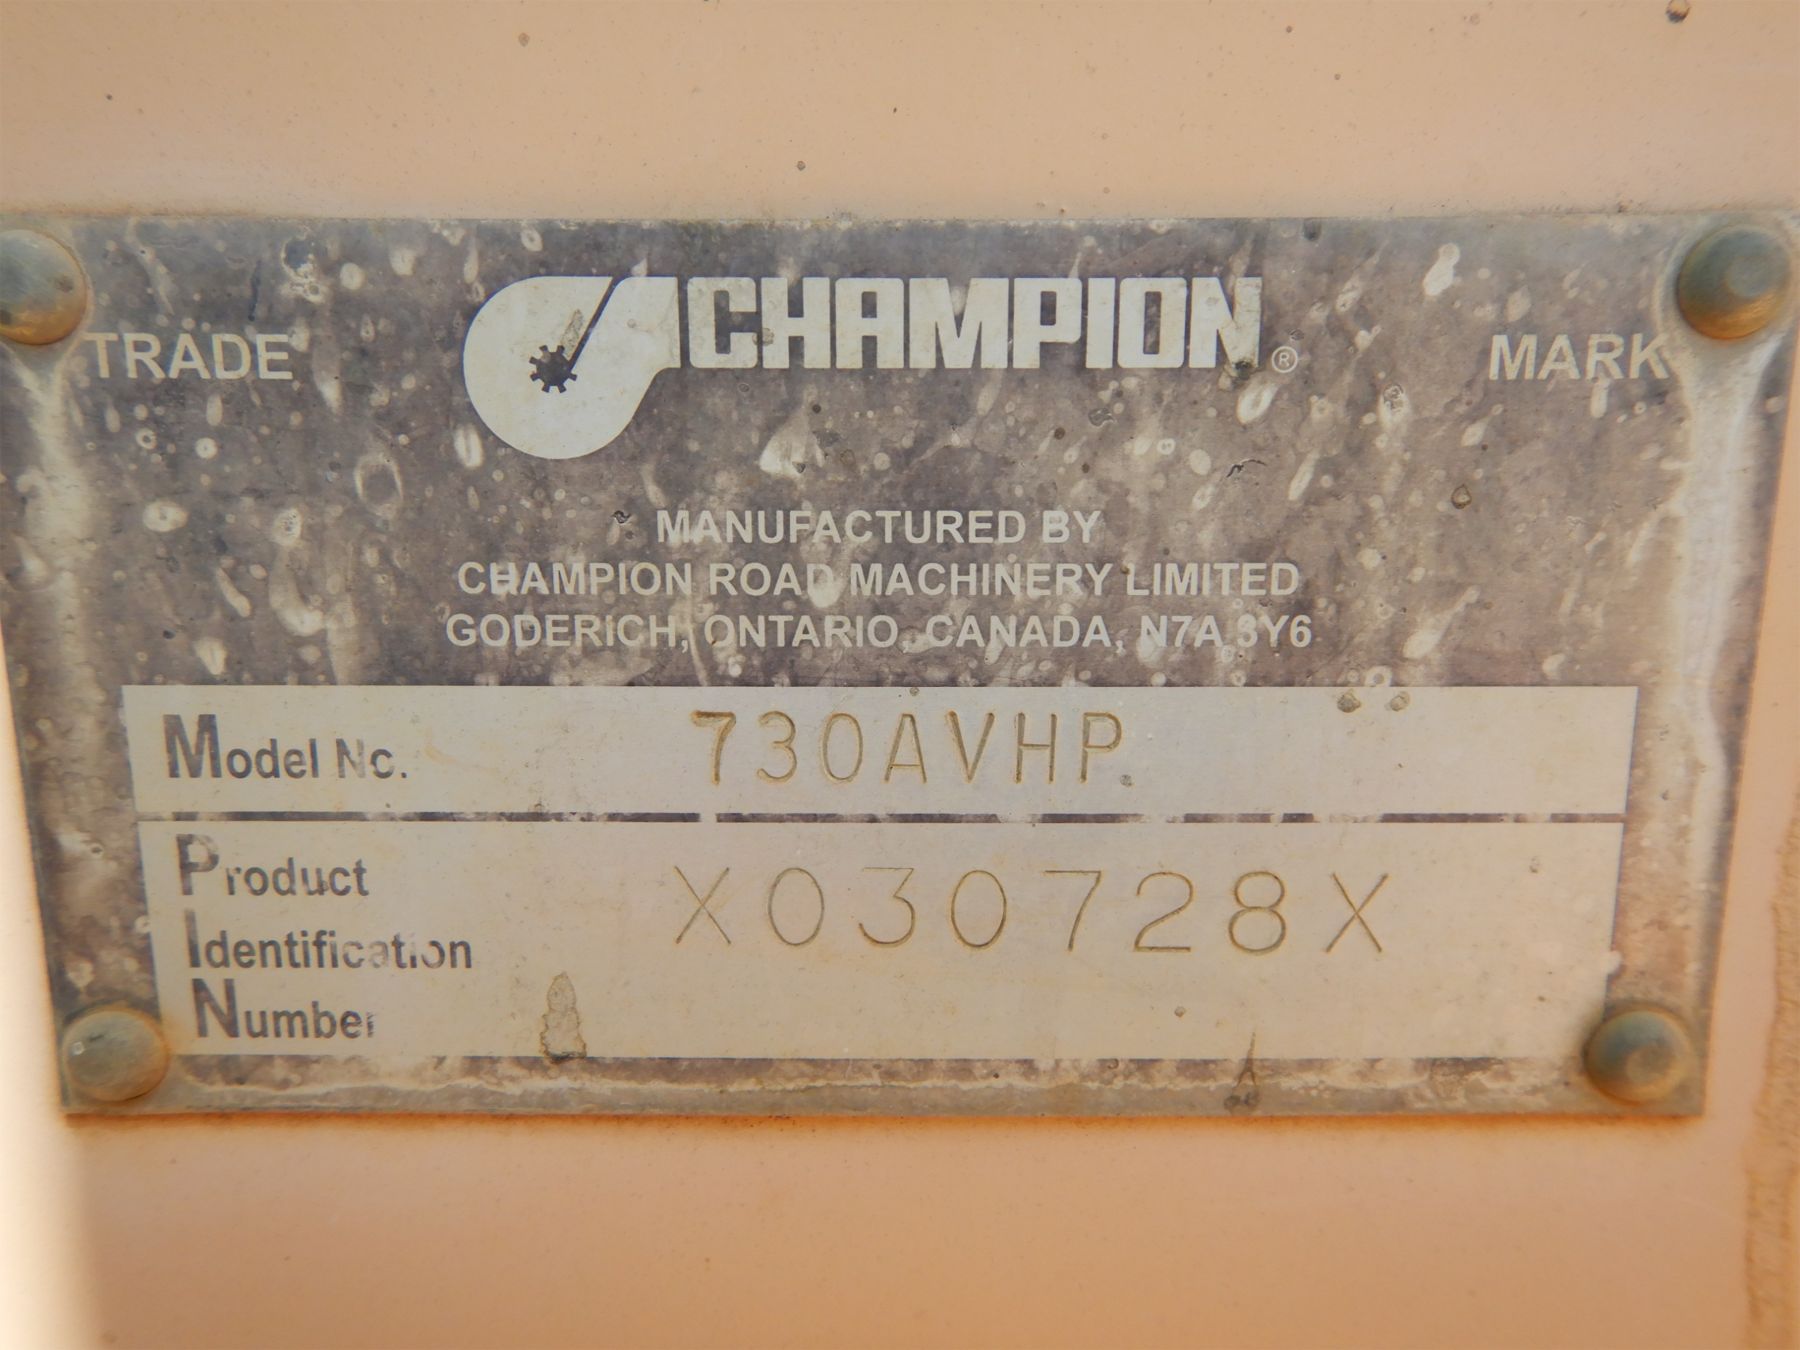 CHAMPION®
TRADE MARK
MANUFACTURED BY
CHAMPION ROAD MACHINERY LIMITED
GODERICH, ONTARIO, CANADA, N7A 3Y6
Model No. 730AVHP
Product X030728X
Identification
Number